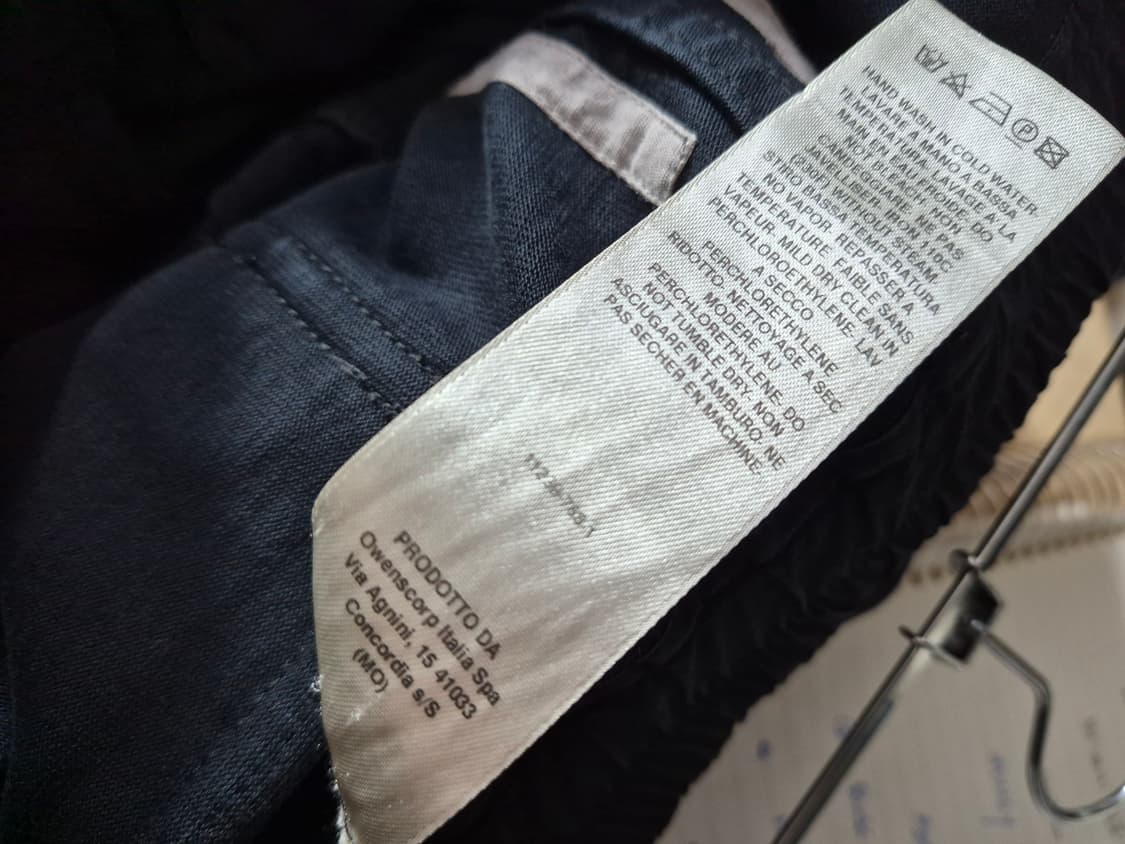 HAND WASH IN COLD WATER.
LAVARE A MANO A BASSA
TEMPERATURA. LAVAGE A LA
MAIN ET EAU FROIDE. DO
NOT BLEACH. NON
CANDEGGIARE. NE PAS
JAVELLISER. IRON 110C
(230F) WITHOUT STEAM.
STIRO BASSA TEMPERATURA
NO VAPOR. REPASSER A
TEMPERATURE. FAIBLE SANS
VAPEUR. MILD DRY CLEAN IN
PERCHLOROETHYLENE. LAV
A SECCO
PERCHLORETHYLENE
RIDOTTO. NETTOYAGE A SEC
MODERE AU
PERCHLORETHYLENE. DO
NOT TUMBLE DRY. NON
ASCIUGARE IN TAMBURO. NE
PAS SECHER EN MACHINE.
PRODOTTO DA
Owenscorp Italia Spa
Via Agnini, 15 41033
Concordia s/S
(MO)